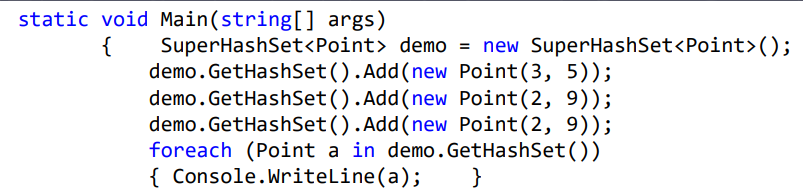 static void Main(string[] args)
{    SuperHashSet<Point> demo = new SuperHashSet<Point>();
demo.GetHashSet().Add(new Point(3, 5));
demo.GetHashSet().Add(new Point(2, 9));
demo.GetHashSet().Add(new Point(2, 9));
foreach (Point a in demo.GetHashSet())
{ Console.WriteLine(a);    }